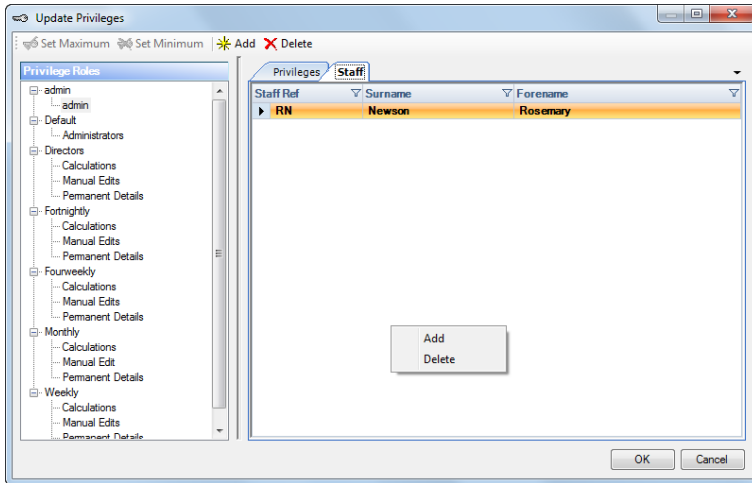 Update Privileges
Set Maximum Set Minimum Add Delete
Privilege Roles
admin
admin
Default
Administrators
Directors
Calculations
Manual Edits
Permanent Details
Fortnightly
Calculations
Manual Edits
Permanent Details
Fourweekly
Calculations
Manual Edits
Permanent Details
Monthly
Calculations
Manual Edit
Permanent Details
Weekly
Calculations
Manual Edits
Permanent Details
Privileges Staff
Staff Ref Surname Forename
RN Newson Rosemary
Add
Delete
OK Cancel